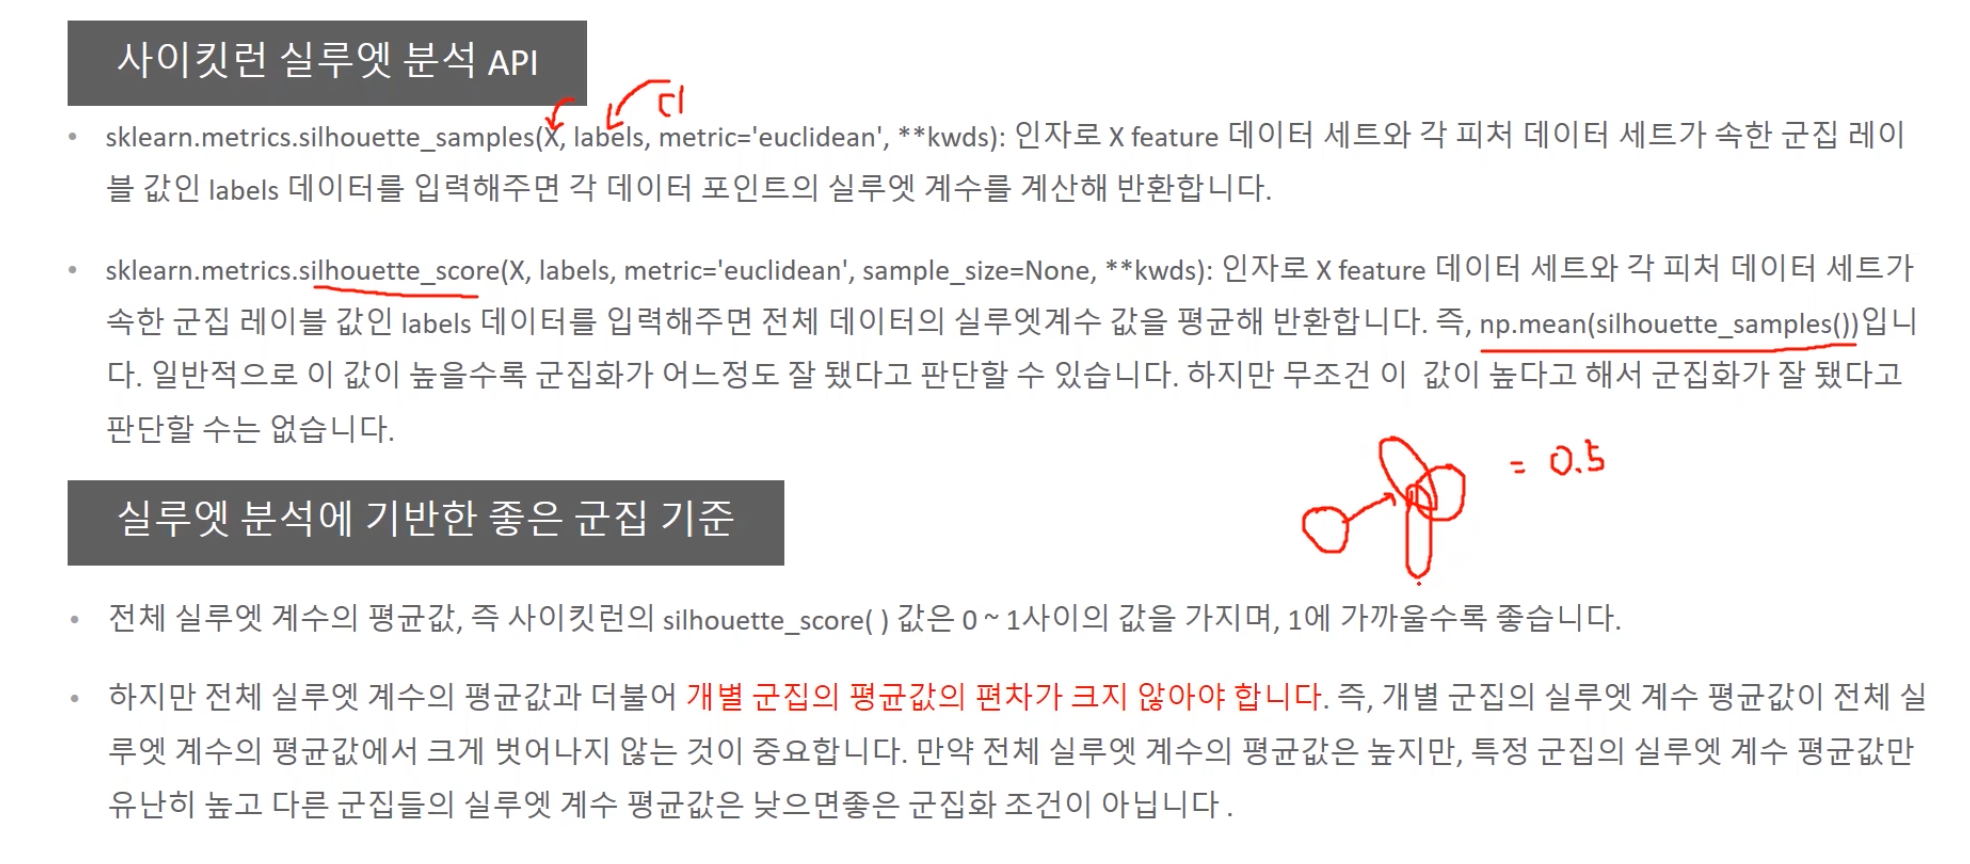 사이킷런 실루엣 분석 API
• sklearn.metrics.silhouette_samples(X, labels, metric='euclidean', **kwds): 인자로 X feature 데이터 세트와 각 피처 데이터 세트가 속한 군집 레이
블 값인 labels 데이터를 입력해주면 각 데이터 포인트의 실루엣 계수를 계산해 반환합니다.
• sklearn.metrics.silhouette_score(X, labels, metric='euclidean', sample_size=None, **kwds): 인자로 X feature 데이터 세트와 각 피처 데이터 세트가
속한 군집 레이블 값인 labels 데이터를 입력해주면 전체 데이터의 실루엣계수 값을 평균해 반환합니다. 즉, np.mean(silhouette_samples())입니
다. 일반적으로 이 값이 높을수록 군집화가 어느정도 잘 됐다고 판단할 수 있습니다. 하지만 무조건 이 값이 높다고 해서 군집화가 잘 됐다고
판단할 수는 없습니다.
= 0.5
실루엣 분석에 기반한 좋은 군집 기준
• 전체 실루엣 계수의 평균값, 즉 사이킷런의 silhouette_score( ) 값은 0 ~ 1사이의 값을 가지며, 1에 가까울수록 좋습니다.
• 하지만 전체 실루엣 계수의 평균값과 더불어 개별 군집의 평균값의 편차가 크지 않아야 합니다. 즉, 개별 군집의 실루엣 계수 평균값이 전체 실
루엣 계수의 평균값에서 크게 벗어나지 않는 것이 중요합니다. 만약 전체 실루엣 계수의 평균값은 높지만, 특정 군집의 실루엣 계수 평균값만
유난히 높고 다른 군집들의 실루엣 계수 평균값은 낮으면좋은 군집화 조건이 아닙니다 .